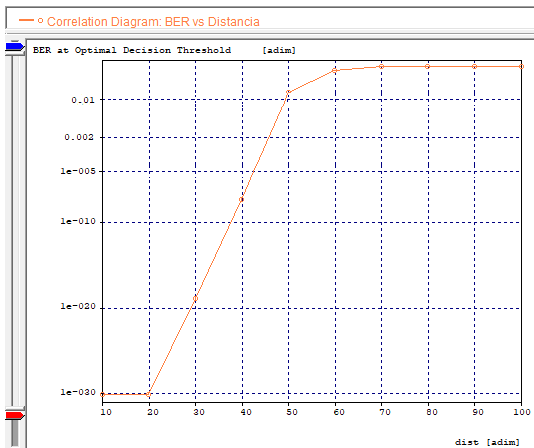 Correlation Diagram: BER vs Distancia
BER at Optimal Decision Threshold [adim]
0.01
0.002
1e-005
1e-010
1e-020
1e-030
10 20 30 40 50 60 70 80 90 100
dist [adim]